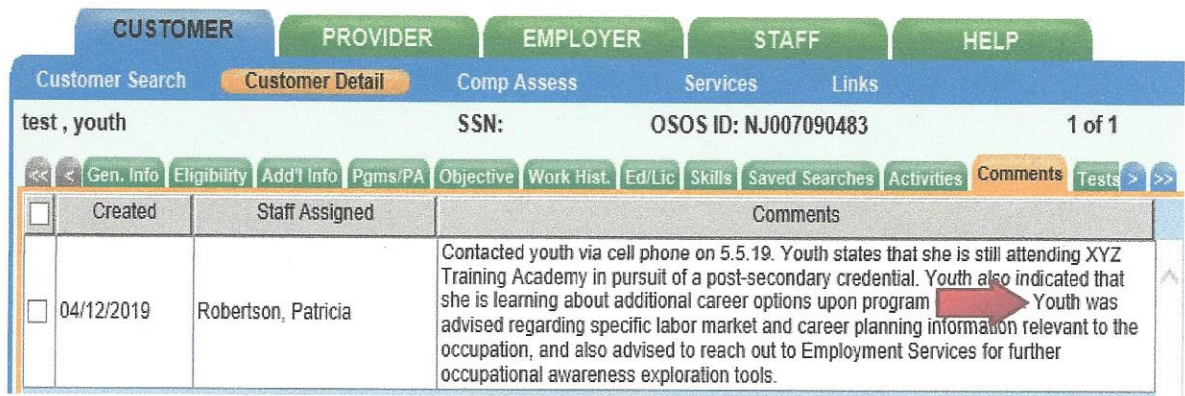 CUSTOMER PROVIDER EMPLOYER STAFF HELP
Customer Search Customer Detail Comp Assess Services Links
test , youth SSN: OSOS ID: NJ007090483 1 of 1
<< < Gen. Info Eligibility Add'l Info Pgms/PA Objective Work Hist. Ed/Lic Skills Saved Searches Activities Comments Tests > >>
Created Staff Assigned Comments
04/12/2019 Robertson, Patricia
Contacted youth via cell phone on 5.5.19. Youth states that she is still attending XYZ
Training Academy in pursuit of a post-secondary credential. Youth also indicated that
she is learning about additional career options upon program Youth was
advised regarding specific labor market and career planning information relevant to the
occupation, and also advised to reach out to Employment Services for further
occupational awareness exploration tools.